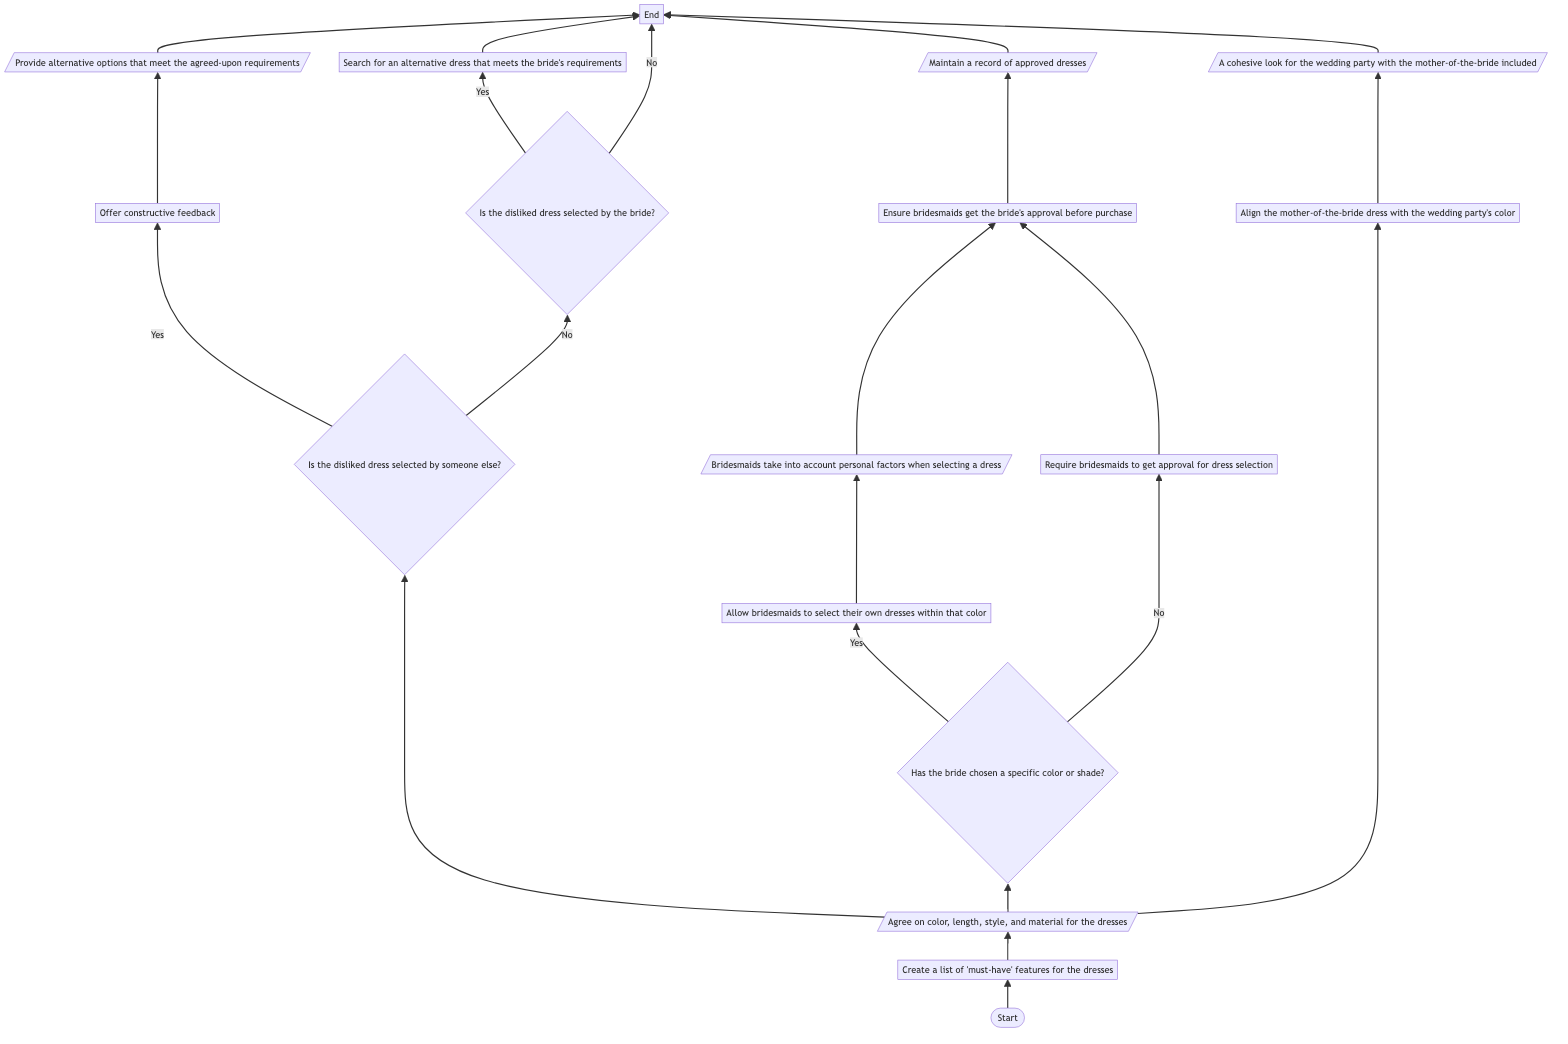 End
Provide alternative options that meet the agreed-upon requirements
Search for an alternative dress that meets the bride's requirements
No
Maintain a record of approved dresses
A cohesive look for the wedding party with the mother-of-the-bride included
Yes
Offer constructive feedback
Is the disliked dress selected by the bride?
Ensure bridesmaids get the bride's approval before purchase
Align the mother-of-the-bride dress with the wedding party's color
Yes
No
Is the disliked dress selected by someone else?
Bridesmaids take into account personal factors when selecting a dress
Require bridesmaids to get approval for dress selection
Allow bridesmaids to select their own dresses within that color
No
Yes
Has the bride chosen a specific color or shade?
Agree on color, length, style, and material for the dresses
Create a list of 'must-have' features for the dresses
Start